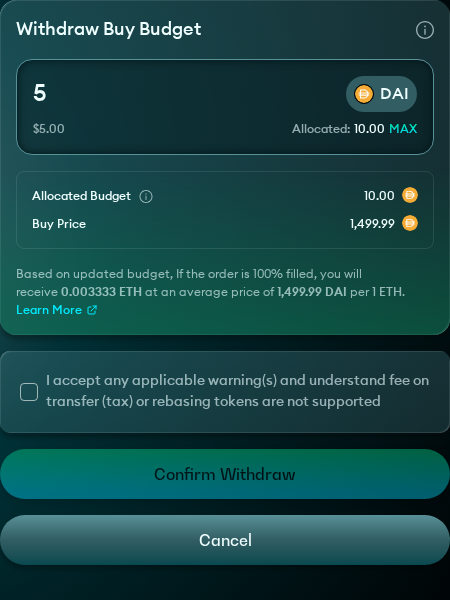 Withdraw Buy Budget
5
DAI
$5.00
Allocated: 10.00 MAX
Allocated Budget
10.00
Buy Price
1,499.99
Based on updated budget, If the order is 100% filled, you will
receive 0.003333 ETH at an average price of 1,499.99 DAI per 1 ETH.
Learn More
I accept any applicable warning(s) and understand fee on
transfer (tax) or rebasing tokens are not supported
Confirm Withdraw
Cancel